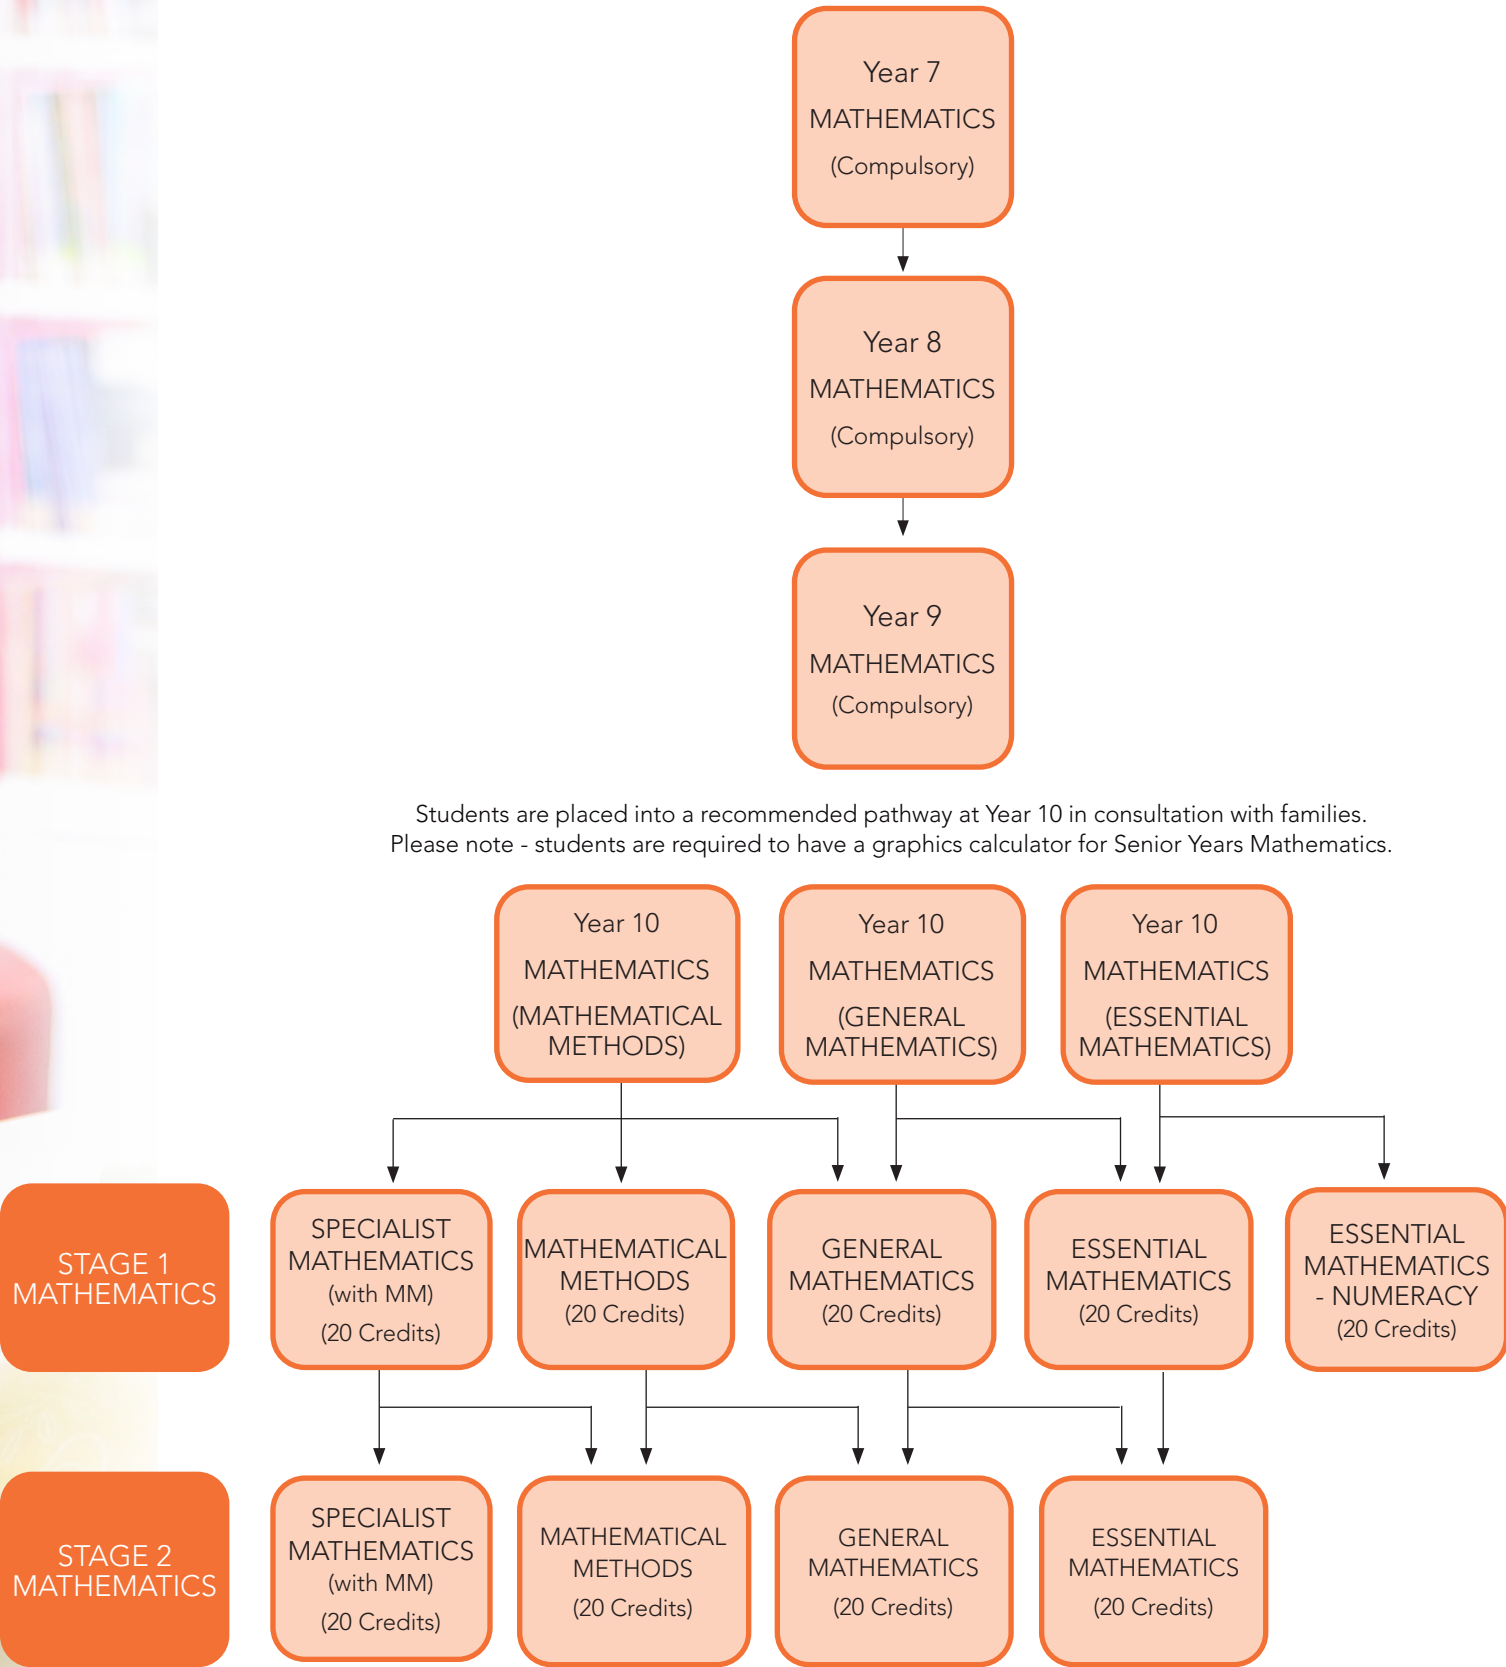 Year 7
MATHEMATICS
(Compulsory)
Year 8
MATHEMATICS
(Compulsory)
Year 9
MATHEMATICS
(Compulsory)
Students are placed into a recommended pathway at Year 10 in consultation with families.
Please note - students are required to have a graphics calculator for Senior Years Mathematics.
Year 10
MATHEMATICS
(MATHEMATICAL
METHODS)
Year 10
MATHEMATICS
(GENERAL
MATHEMATICS)
Year 10
MATHEMATICS
(ESSENTIAL
MATHEMATICS)
STAGE 1
MATHEMATICS
SPECIALIST
MATHEMATICS
(with MM)
(20 Credits)
MATHEMATICAL
METHODS
(20 Credits)
GENERAL
MATHEMATICS
(20 Credits)
ESSENTIAL
MATHEMATICS
(20 Credits)
ESSENTIAL
MATHEMATICS
- NUMERACY
(20 Credits)
STAGE 2
MATHEMATICS
SPECIALIST
MATHEMATICS
(with MM)
(20 Credits)
MATHEMATICAL
METHODS
(20 Credits)
GENERAL
MATHEMATICS
(20 Credits)
ESSENTIAL
MATHEMATICS
(20 Credits)